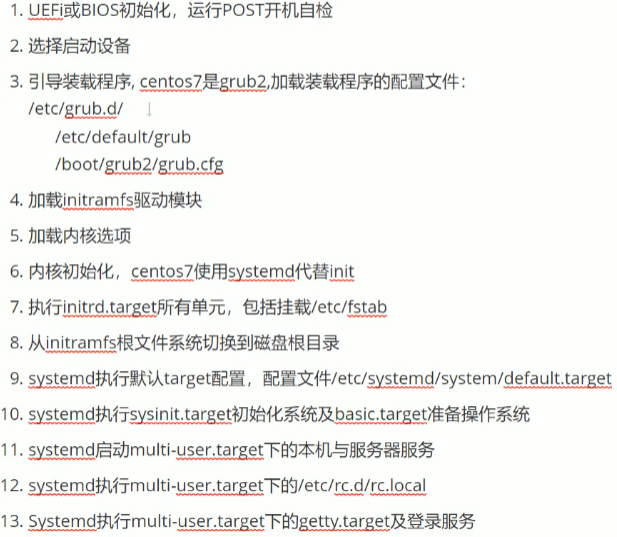 1. UEFi或BIOS初始化，运行POST开机自检
2. 选择启动设备
3. 引导装载程序, centos7是grub2,加载装载程序的配置文件：
/etc/grub.d/
/etc/default/grub
/boot/grub2/grub.cfg
4. 加载initramfs驱动模块
5. 加载内核选项
6. 内核初始化，centos7使用systemd代替init
7. 执行initrd.target所有单元，包括挂载/etc/fstab
8. 从initramfs根文件系统切换到磁盘根目录
9. systemd执行默认target配置，配置文件/etc/systemd/system/default.target
10. systemd执行sysinit.target初始化系统及basic.target准备操作系统
11. systemd启动multi-user.target下的本机与服务器服务
12. systemd执行multi-user.target下的/etc/rc.d/rc.local
13. Systemd执行multi-user.target下的getty.target及登录服务